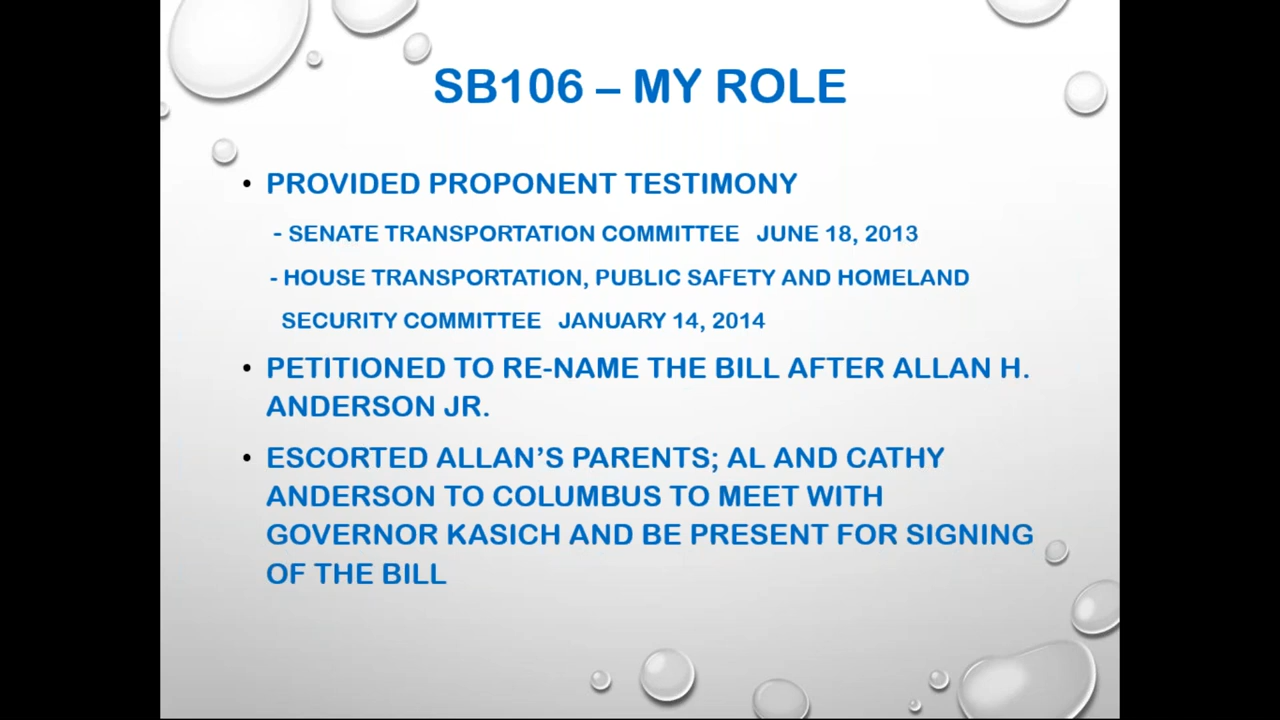 SB106 – MY ROLE
• PROVIDED PROPONENT TESTIMONY
- SENATE TRANSPORTATION COMMITTEE JUNE 18, 2013
- HOUSE TRANSPORTATION, PUBLIC SAFETY AND HOMELAND
SECURITY COMMITTEE JANUARY 14, 2014
• PETITIONED TO RE-NAME THE BILL AFTER ALLAN H.
ANDERSON JR.
• ESCORTED ALLAN’S PARENTS; AL AND CATHY
ANDERSON TO COLUMBUS TO MEET WITH
GOVERNOR KASICH AND BE PRESENT FOR SIGNING
OF THE BILL